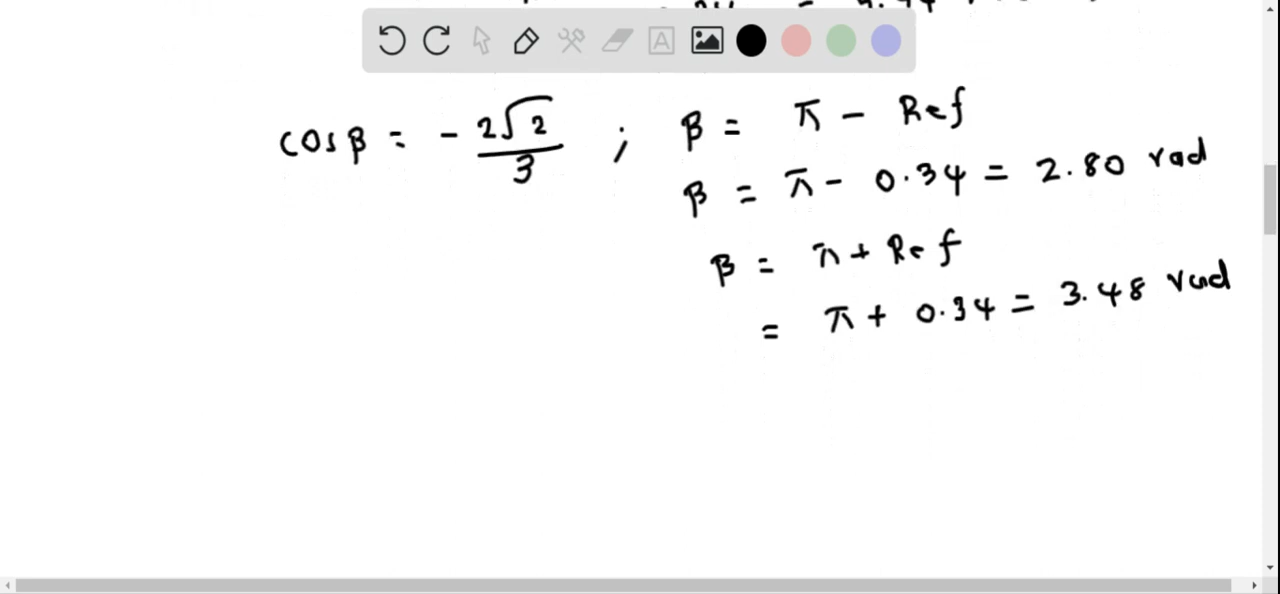 cos β = - 2√2/3 ; β = π - Ref
β = π - 0.34 = 2.80 rad
β = π + Ref
= π + 0.34 = 3.48 rad